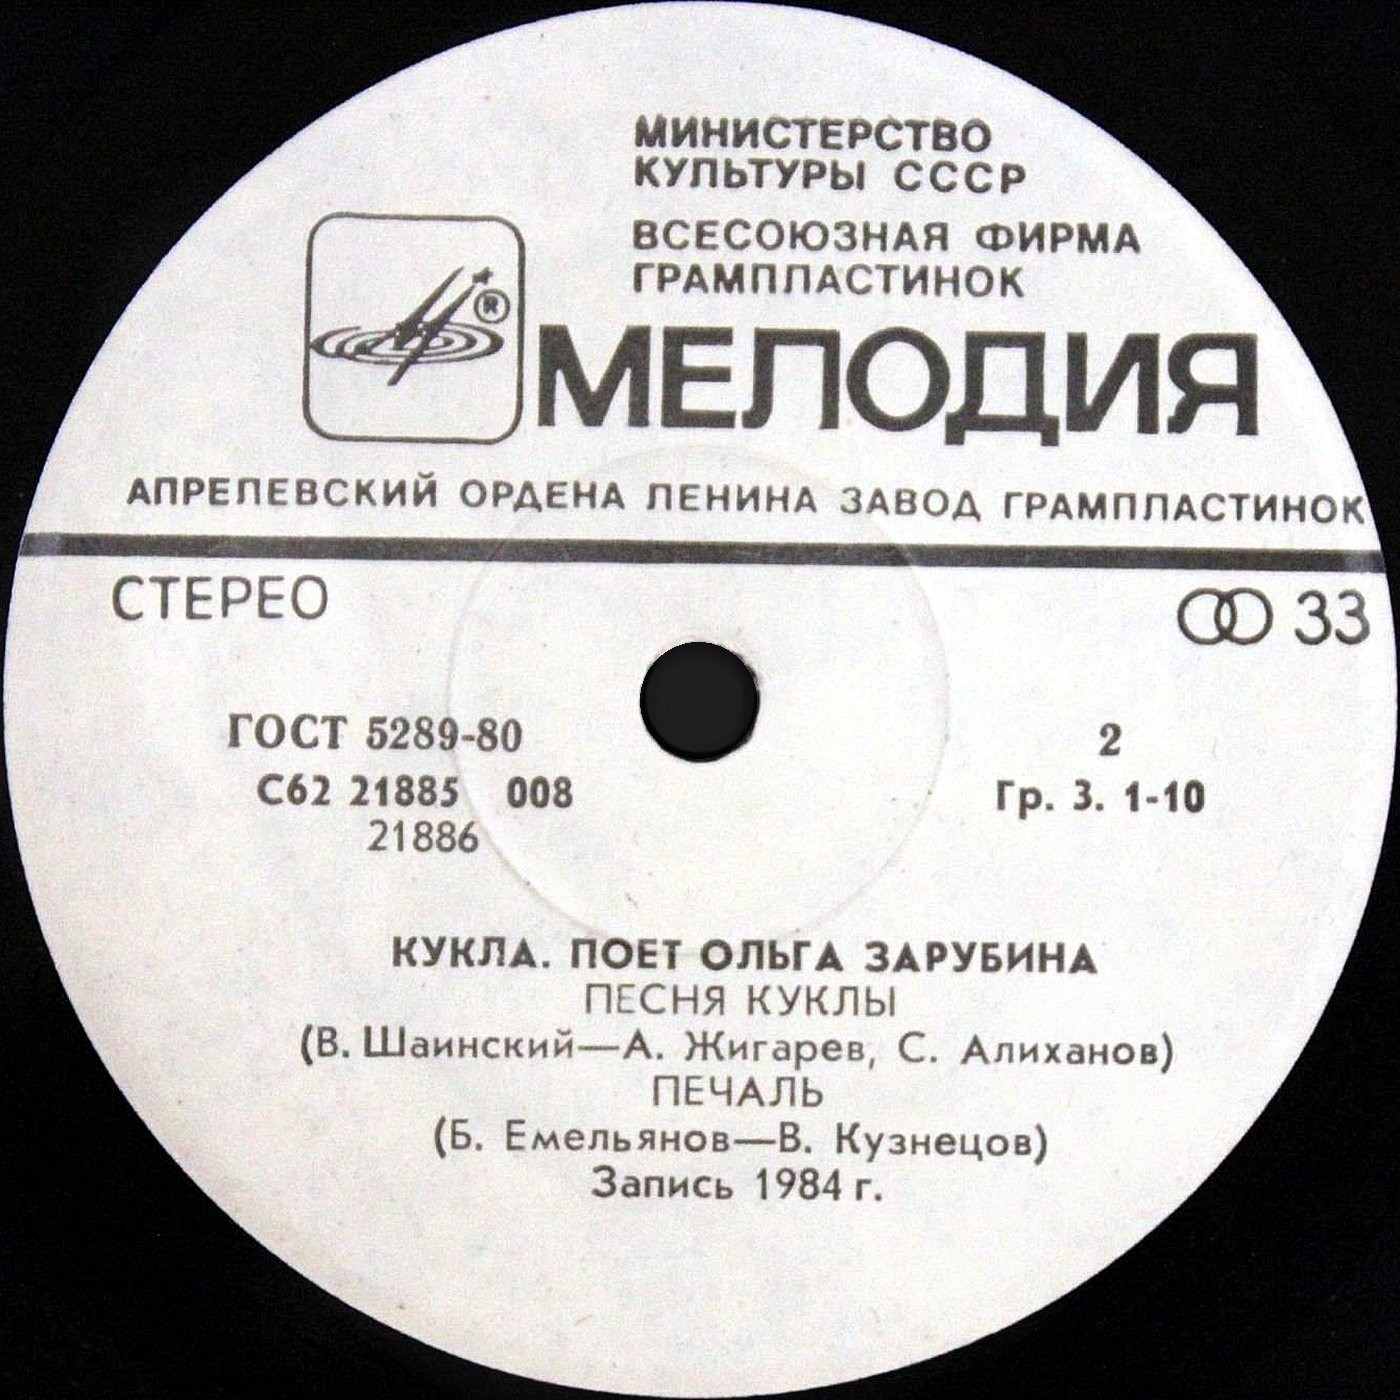 МИНИСТЕРСТВО
КУЛЬТУРЫ СССР
ВСЕСОЮЗНАЯ ФИРМА
ГРАМПЛАСТИНОК
®
МЕЛОДИЯ
АПРЕЛЕВСКИЙ ОРДЕНА ЛЕНИНА ЗАВОД ГРАМПЛАСТИНОК
СТЕРЕО
33
ГОСТ 5289-80
2
С62 21885 008
Гр. 3. 1-10
21886
КУКЛА. ПОЕТ ОЛЬГА ЗАРУБИНА
ПЕСНЯ КУКЛЫ
(В. Шаинский—А. Жигарев, С. Алиханов)
ПЕЧАЛЬ
(Б. Емельянов—В. Кузнецов)
Запись 1984 г.